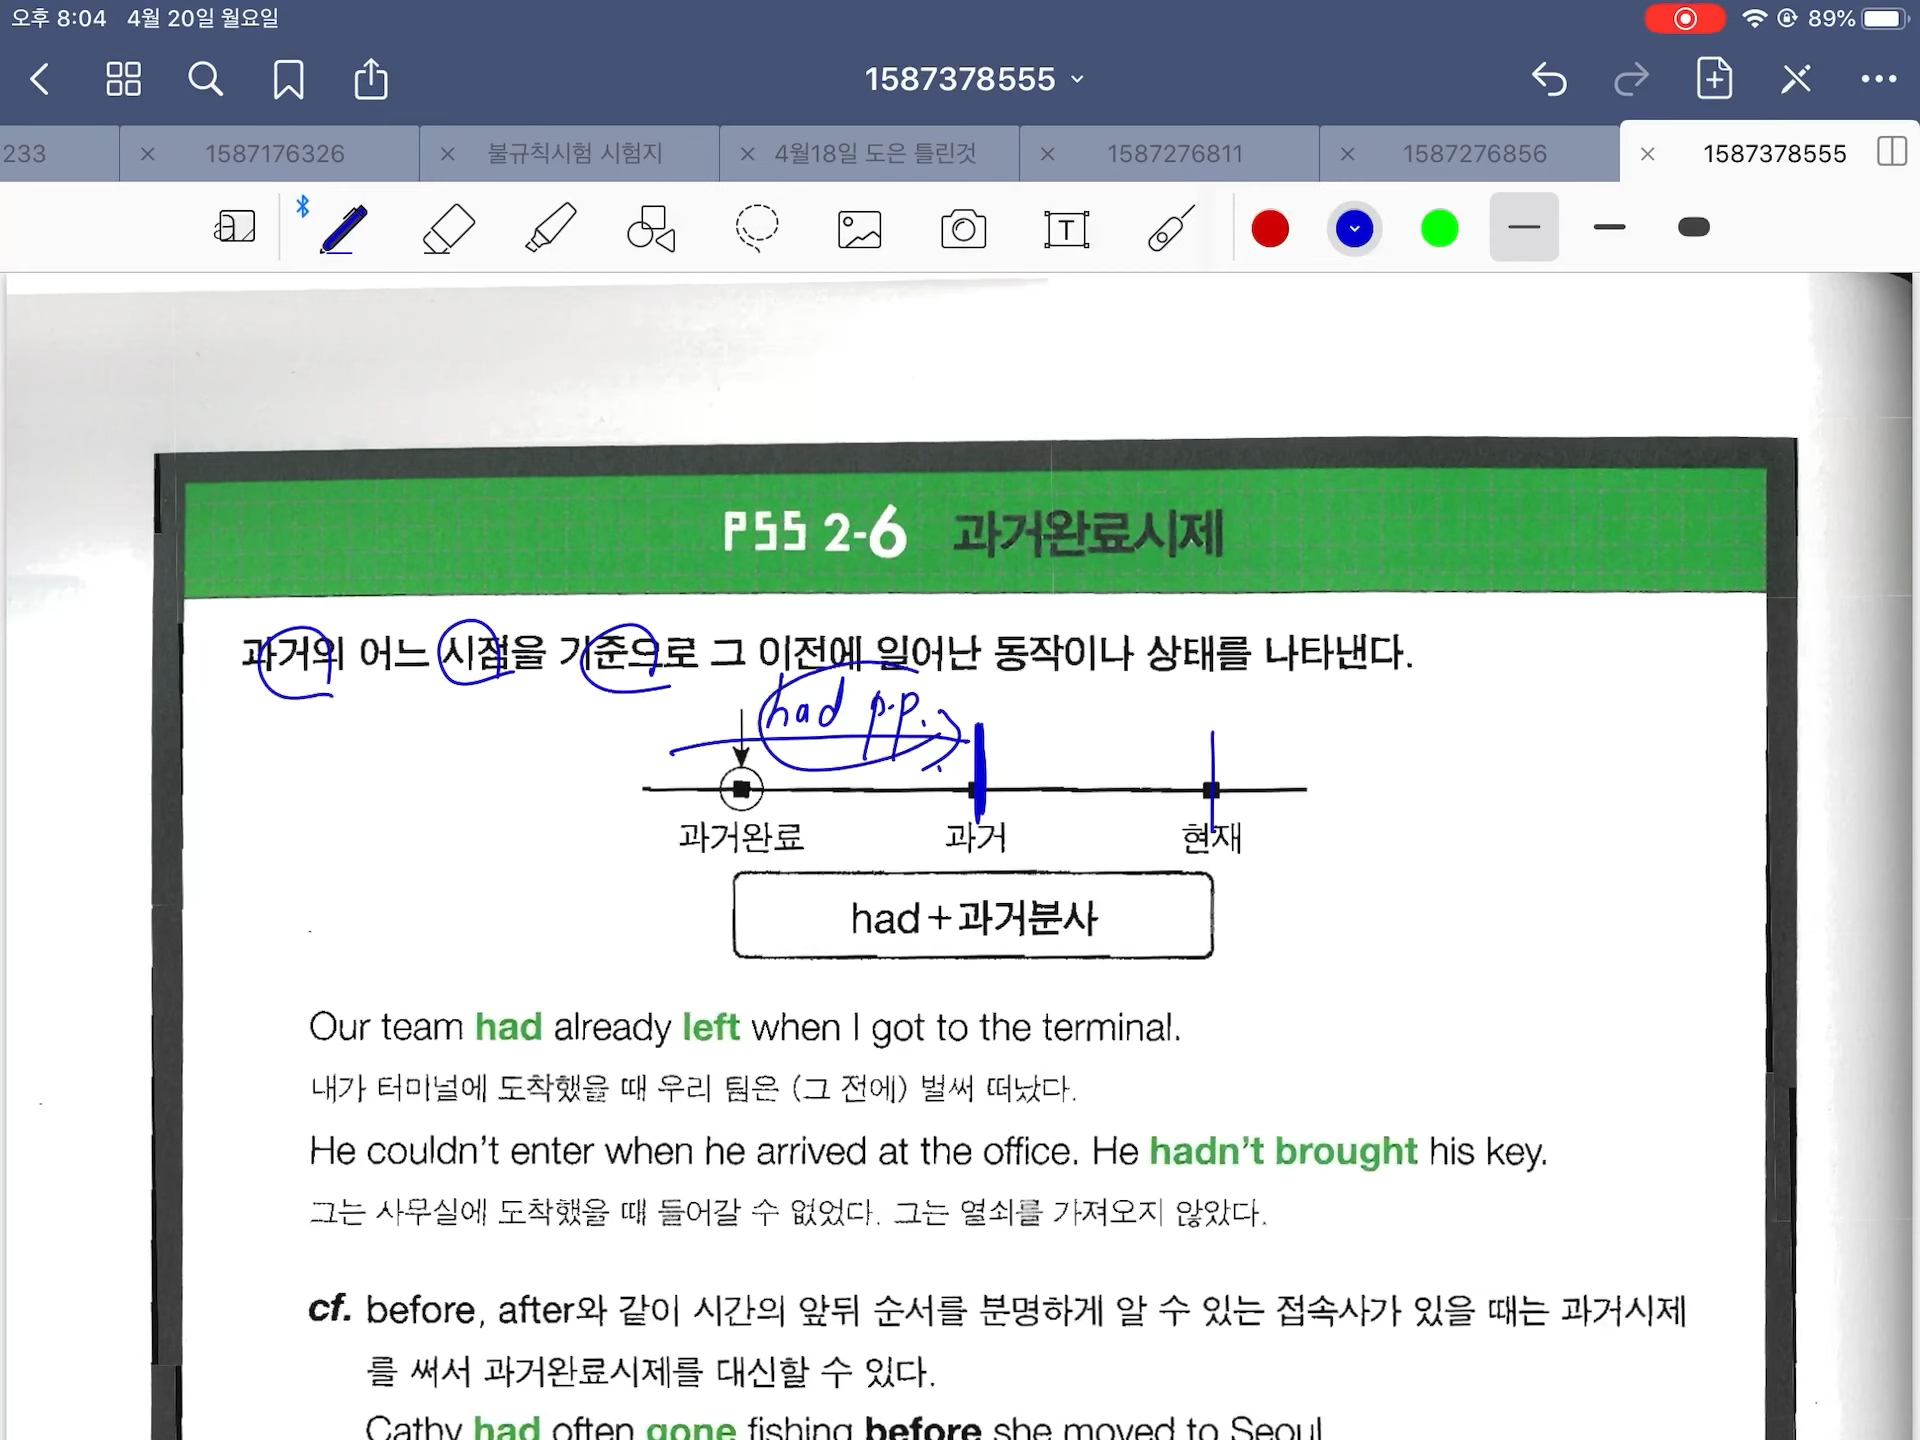 오후 8:04 4월 20일 월요일 89%
1587378555
233 1587176326 불규칙시험 시험지 4월18일 도은 틀린것 1587276811 1587276856 1587378555
PSS 2-6 과거완료시제
과거의 어느 시점을 기준으로 그 이전에 일어난 동작이나 상태를 나타낸다.
had p.p.
과거완료 과거 현재
had+과거분사
Our team had already left when I got to the terminal.
내가 터미널에 도착했을 때 우리 팀은 (그 전에) 벌써 떠났다.
He couldn't enter when he arrived at the office. He hadn't brought his key.
그는 사무실에 도착했을 때 들어갈 수 없었다. 그는 열쇠를 가져오지 않았다.
cf. before, after와 같이 시간의 앞뒤 순서를 분명하게 알 수 있는 접속사가 있을 때는 과거시제
를 써서 과거완료시제를 대신할 수 있다.
Cathy had often gone fishing before she moved to Seoul